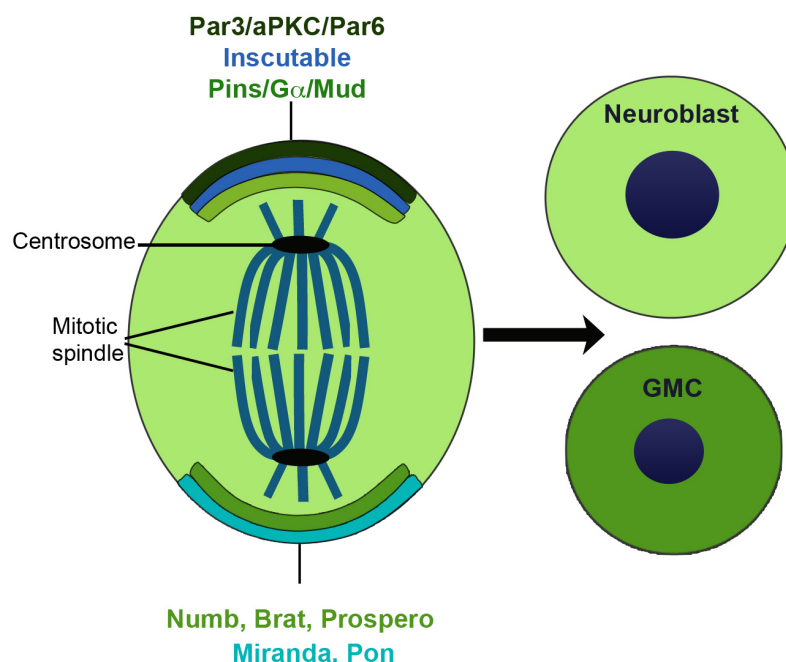 Par3/aPKC/Par6
Inscutable
Pins/Gα/Mud
Neuroblast
Centrosome
Mitotic
spindle
GMC
Numb, Brat, Prospero
Miranda, Pon